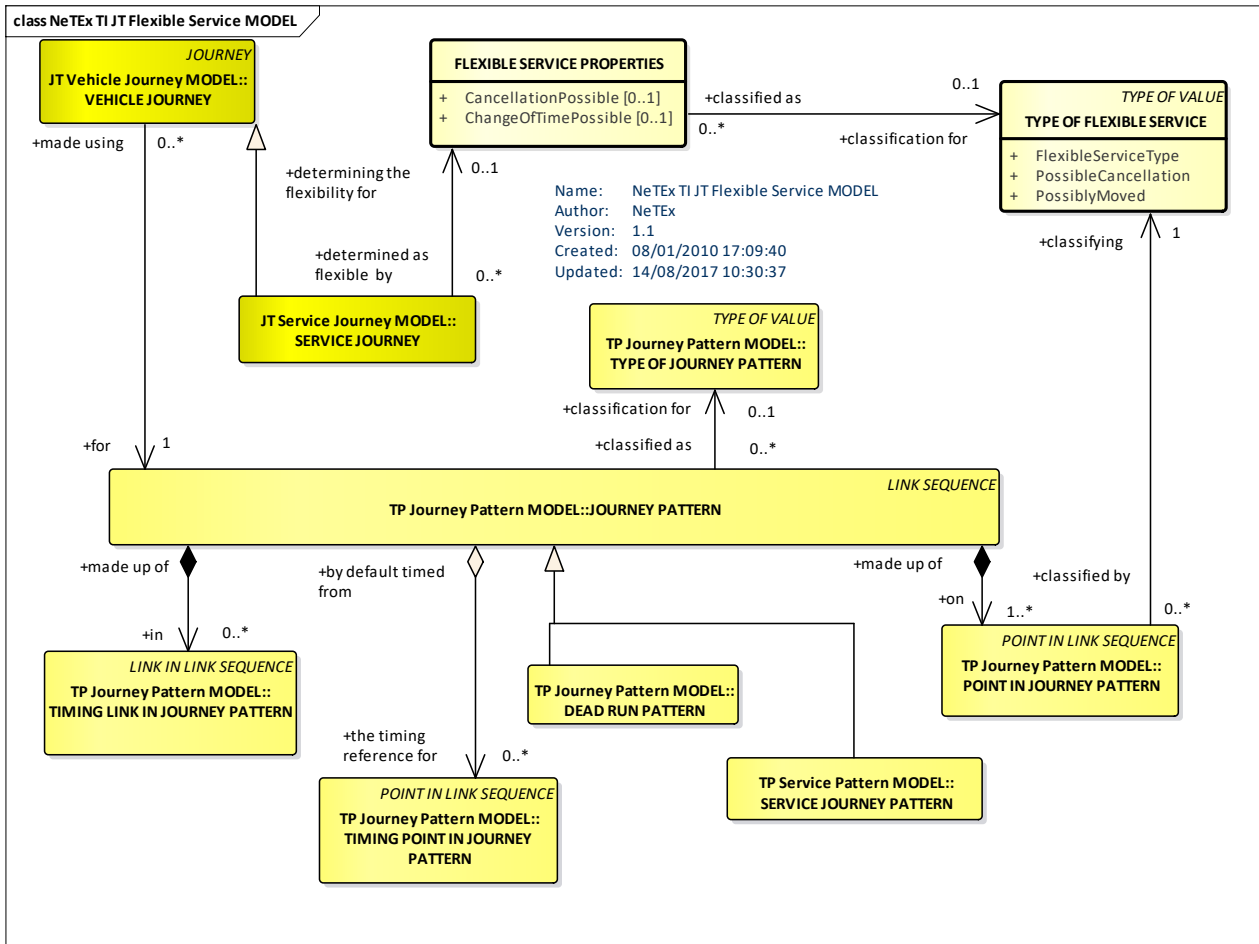 class NeTEx TI JT Flexible Service MODEL
JOURNEY
JT Vehicle Journey MODEL::
VEHICLE JOURNEY
FLEXIBLE SERVICE PROPERTIES
+ CancellationPossible [0..1]
+ ChangeOfTimePossible [0..1]
+classified as
0..*
0..1
+classification for
TYPE OF VALUE
TYPE OF FLEXIBLE SERVICE
+ FlexibleServiceType
+ PossibleCancellation
+ PossiblyMoved
+made using
0..*
+determining the
flexibility for
0..1
Name: NeTEx TI JT Flexible Service MODEL
Author: NeTEx
Version: 1.1
Created: 08/01/2010 17:09:40
Updated: 14/08/2017 10:30:37
+classifying
1
+determined as
flexible by
0..*
JT Service Journey MODEL::
SERVICE JOURNEY
TYPE OF VALUE
TP Journey Pattern MODEL::
TYPE OF JOURNEY PATTERN
+classification for
0..1
+classified as
0..*
+for
1
LINK SEQUENCE
TP Journey Pattern MODEL::JOURNEY PATTERN
+made up of
+in
0..*
+by default timed
from
+made up of
+on
1..*
+classified by
0..*
LINK IN LINK SEQUENCE
TP Journey Pattern MODEL::
TIMING LINK IN JOURNEY PATTERN
POINT IN LINK SEQUENCE
TP Journey Pattern MODEL::
POINT IN JOURNEY PATTERN
TP Journey Pattern MODEL::
DEAD RUN PATTERN
+the timing
reference for
0..*
TP Service Pattern MODEL::
SERVICE JOURNEY PATTERN
POINT IN LINK SEQUENCE
TP Journey Pattern MODEL::
TIMING POINT IN JOURNEY
PATTERN